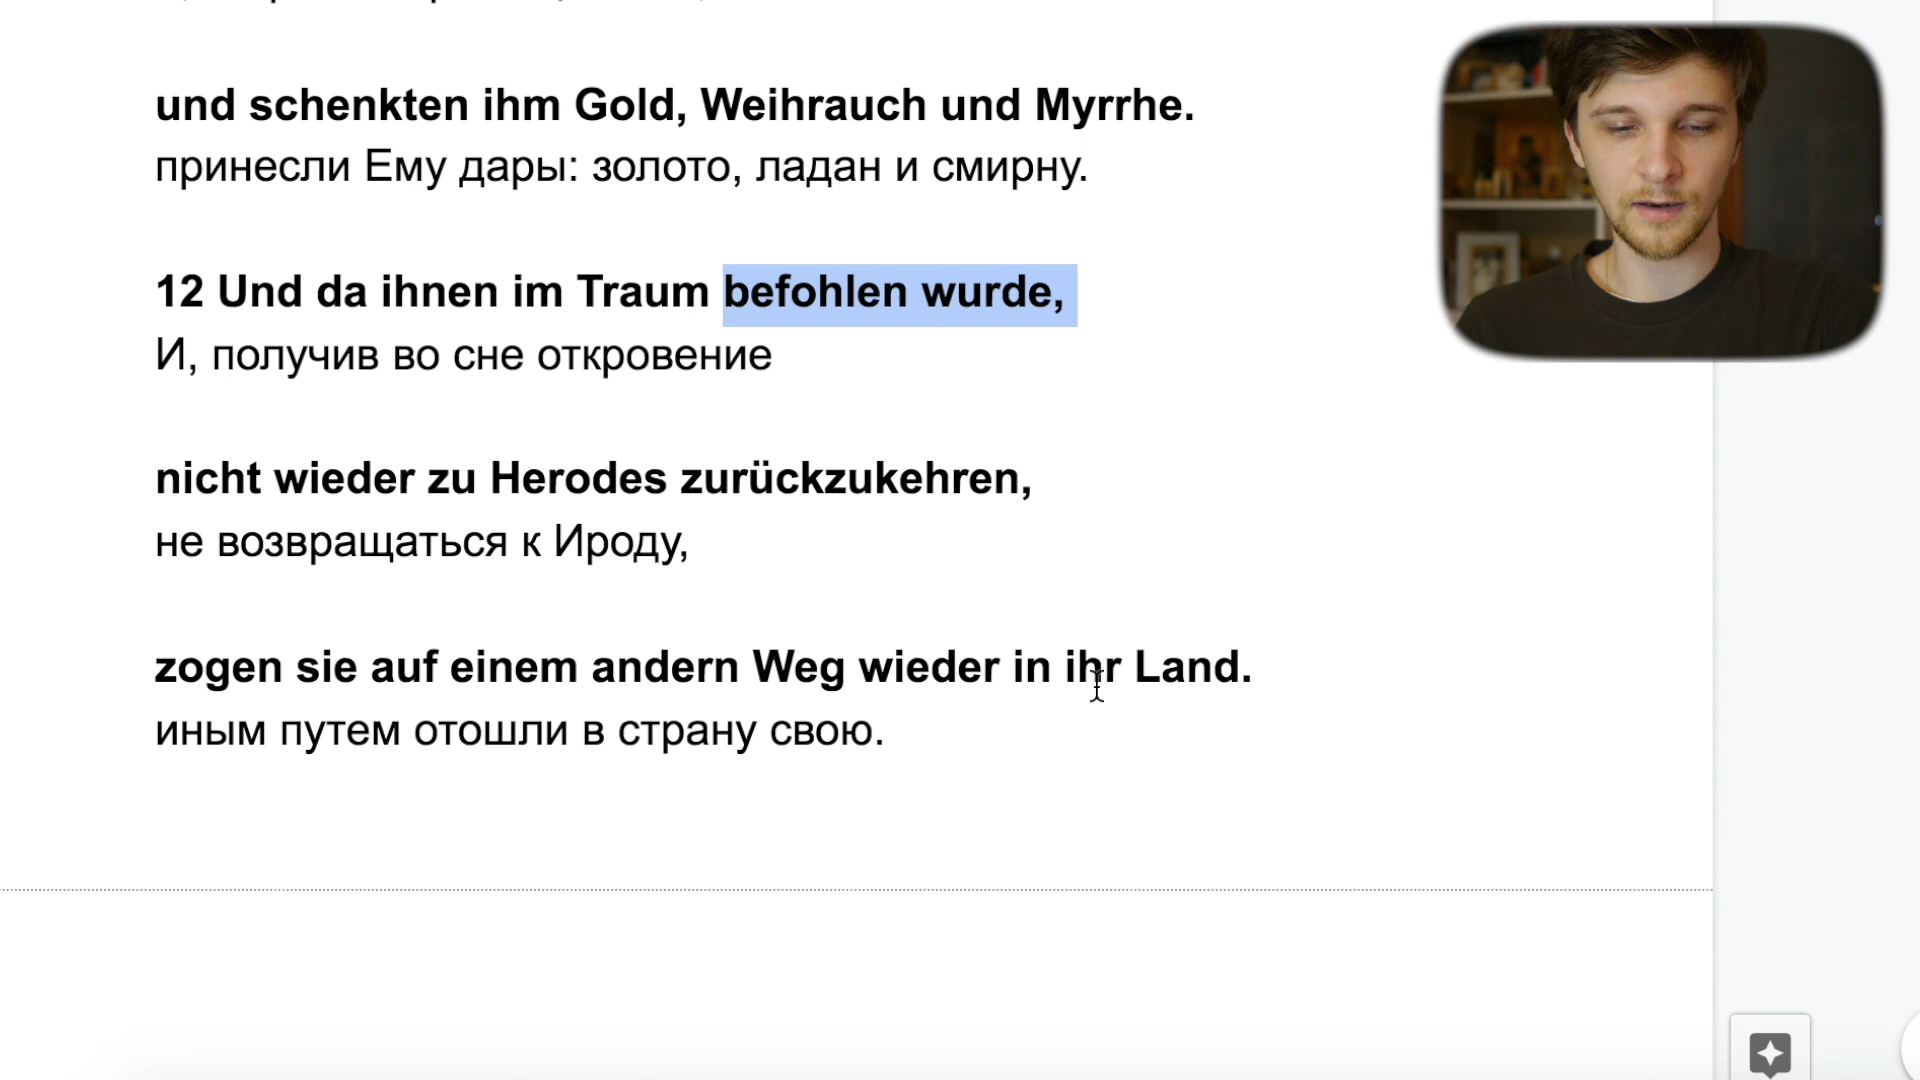 und schenkten ihm Gold, Weihrauch und Myrrhe.
принесли Ему дары: золото, ладан и смирну.
12 Und da ihnen im Traum befohlen wurde,
И, получив во сне откровение
nicht wieder zu Herodes zurückzukehren,
не возвращаться к Ироду,
zogen sie auf einem andern Weg wieder in ihr Land.
иным путем отошли в страну свою.